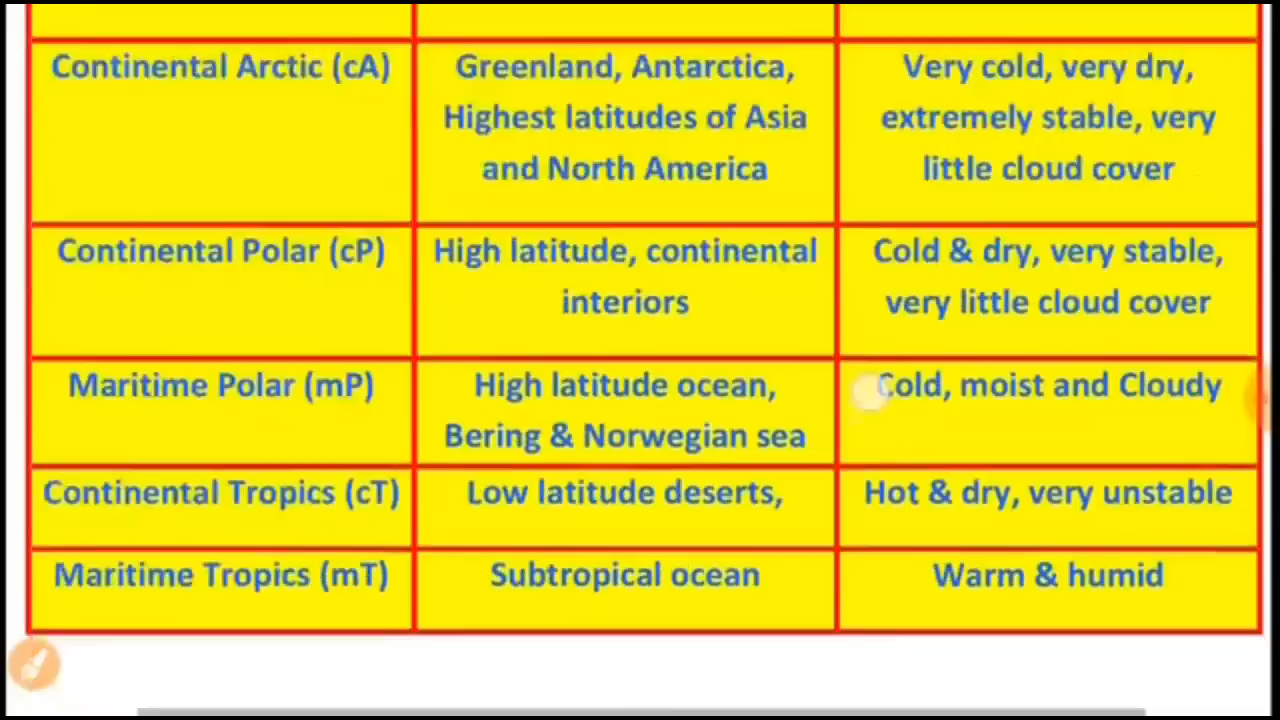 Continental Arctic (cA)
Greenland, Antarctica,
Highest latitudes of Asia
and North America
Very cold, very dry,
extremely stable, very
little cloud cover
Continental Polar (cP)
High latitude, continental
interiors
Cold & dry, very stable,
very little cloud cover
Maritime Polar (mP)
High latitude ocean,
Bering & Norwegian sea
Cold, moist and Cloudy
Continental Tropics (cT)
Low latitude deserts,
Hot & dry, very unstable
Maritime Tropics (mT)
Subtropical ocean
Warm & humid